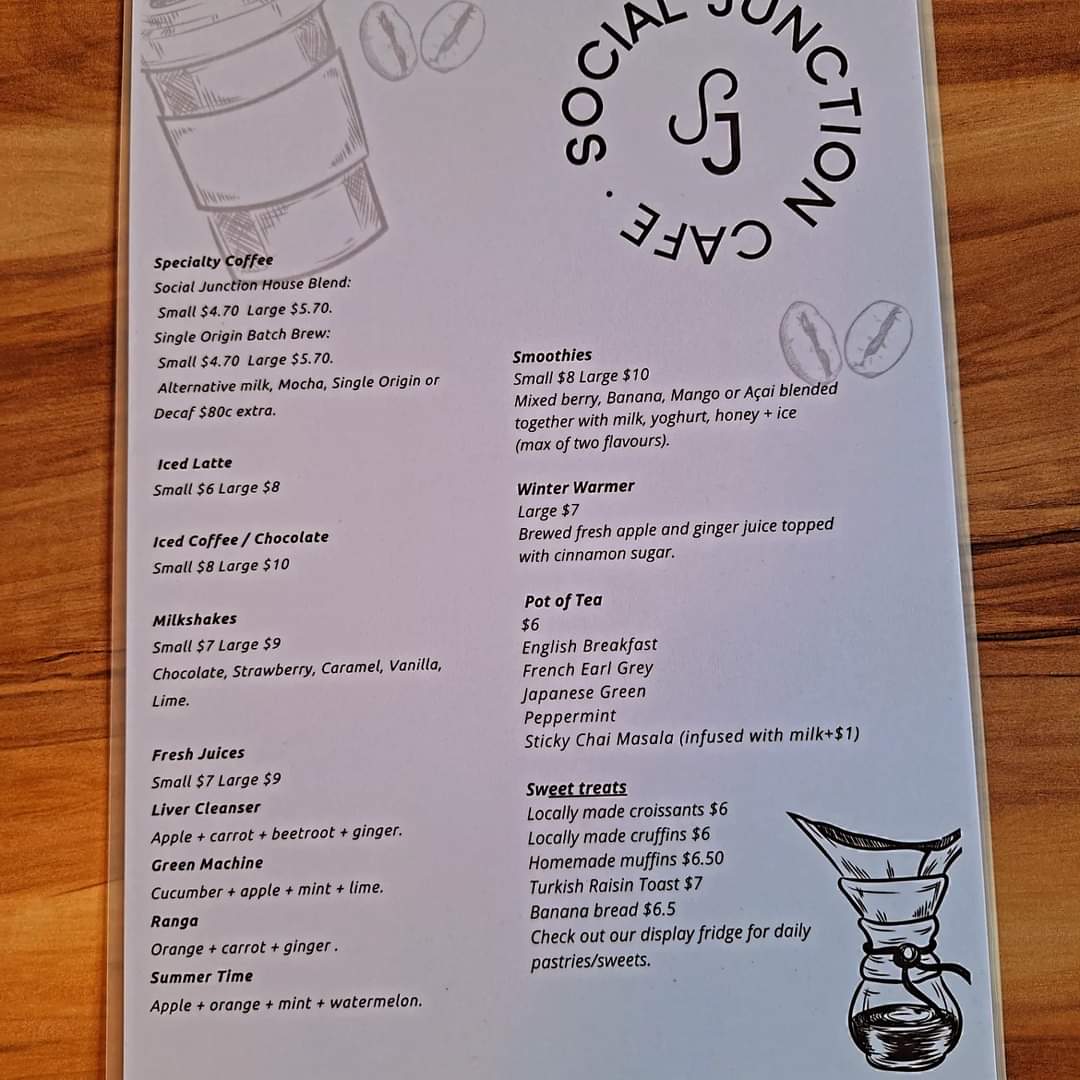 SOCIAL JUNCTION CAFE .
SJ
Specialty Coffee
Social Junction House Blend:
Small $4.70 Large $5.70.
Single Origin Batch Brew:
Small $4.70 Large $5.70.
Alternative milk, Mocha, Single Origin or
Decaf $80c extra.
Iced Latte
Small $6 Large $8
Iced Coffee / Chocolate
Small $8 Large $10
Milkshakes
Small $7 Large $9
Chocolate, Strawberry, Caramel, Vanilla,
Lime.
Fresh Juices
Small $7 Large $9
Liver Cleanser
Apple + carrot + beetroot + ginger.
Green Machine
Cucumber + apple + mint + lime.
Ranga
Orange + carrot + ginger .
Summer Time
Apple + orange + mint + watermelon.
Smoothies
Small $8 Large $10
Mixed berry, Banana, Mango or Açai blended
together with milk, yoghurt, honey + ice
(max of two flavours).
Winter Warmer
Large $7
Brewed fresh apple and ginger juice topped
with cinnamon sugar.
Pot of Tea
$6
English Breakfast
French Earl Grey
Japanese Green
Peppermint
Sticky Chai Masala (infused with milk+$1)
Sweet treats
Locally made croissants $6
Locally made cruffins $6
Homemade muffins $6.50
Turkish Raisin Toast $7
Banana bread $6.5
Check out our display fridge for daily
pastries/sweets.